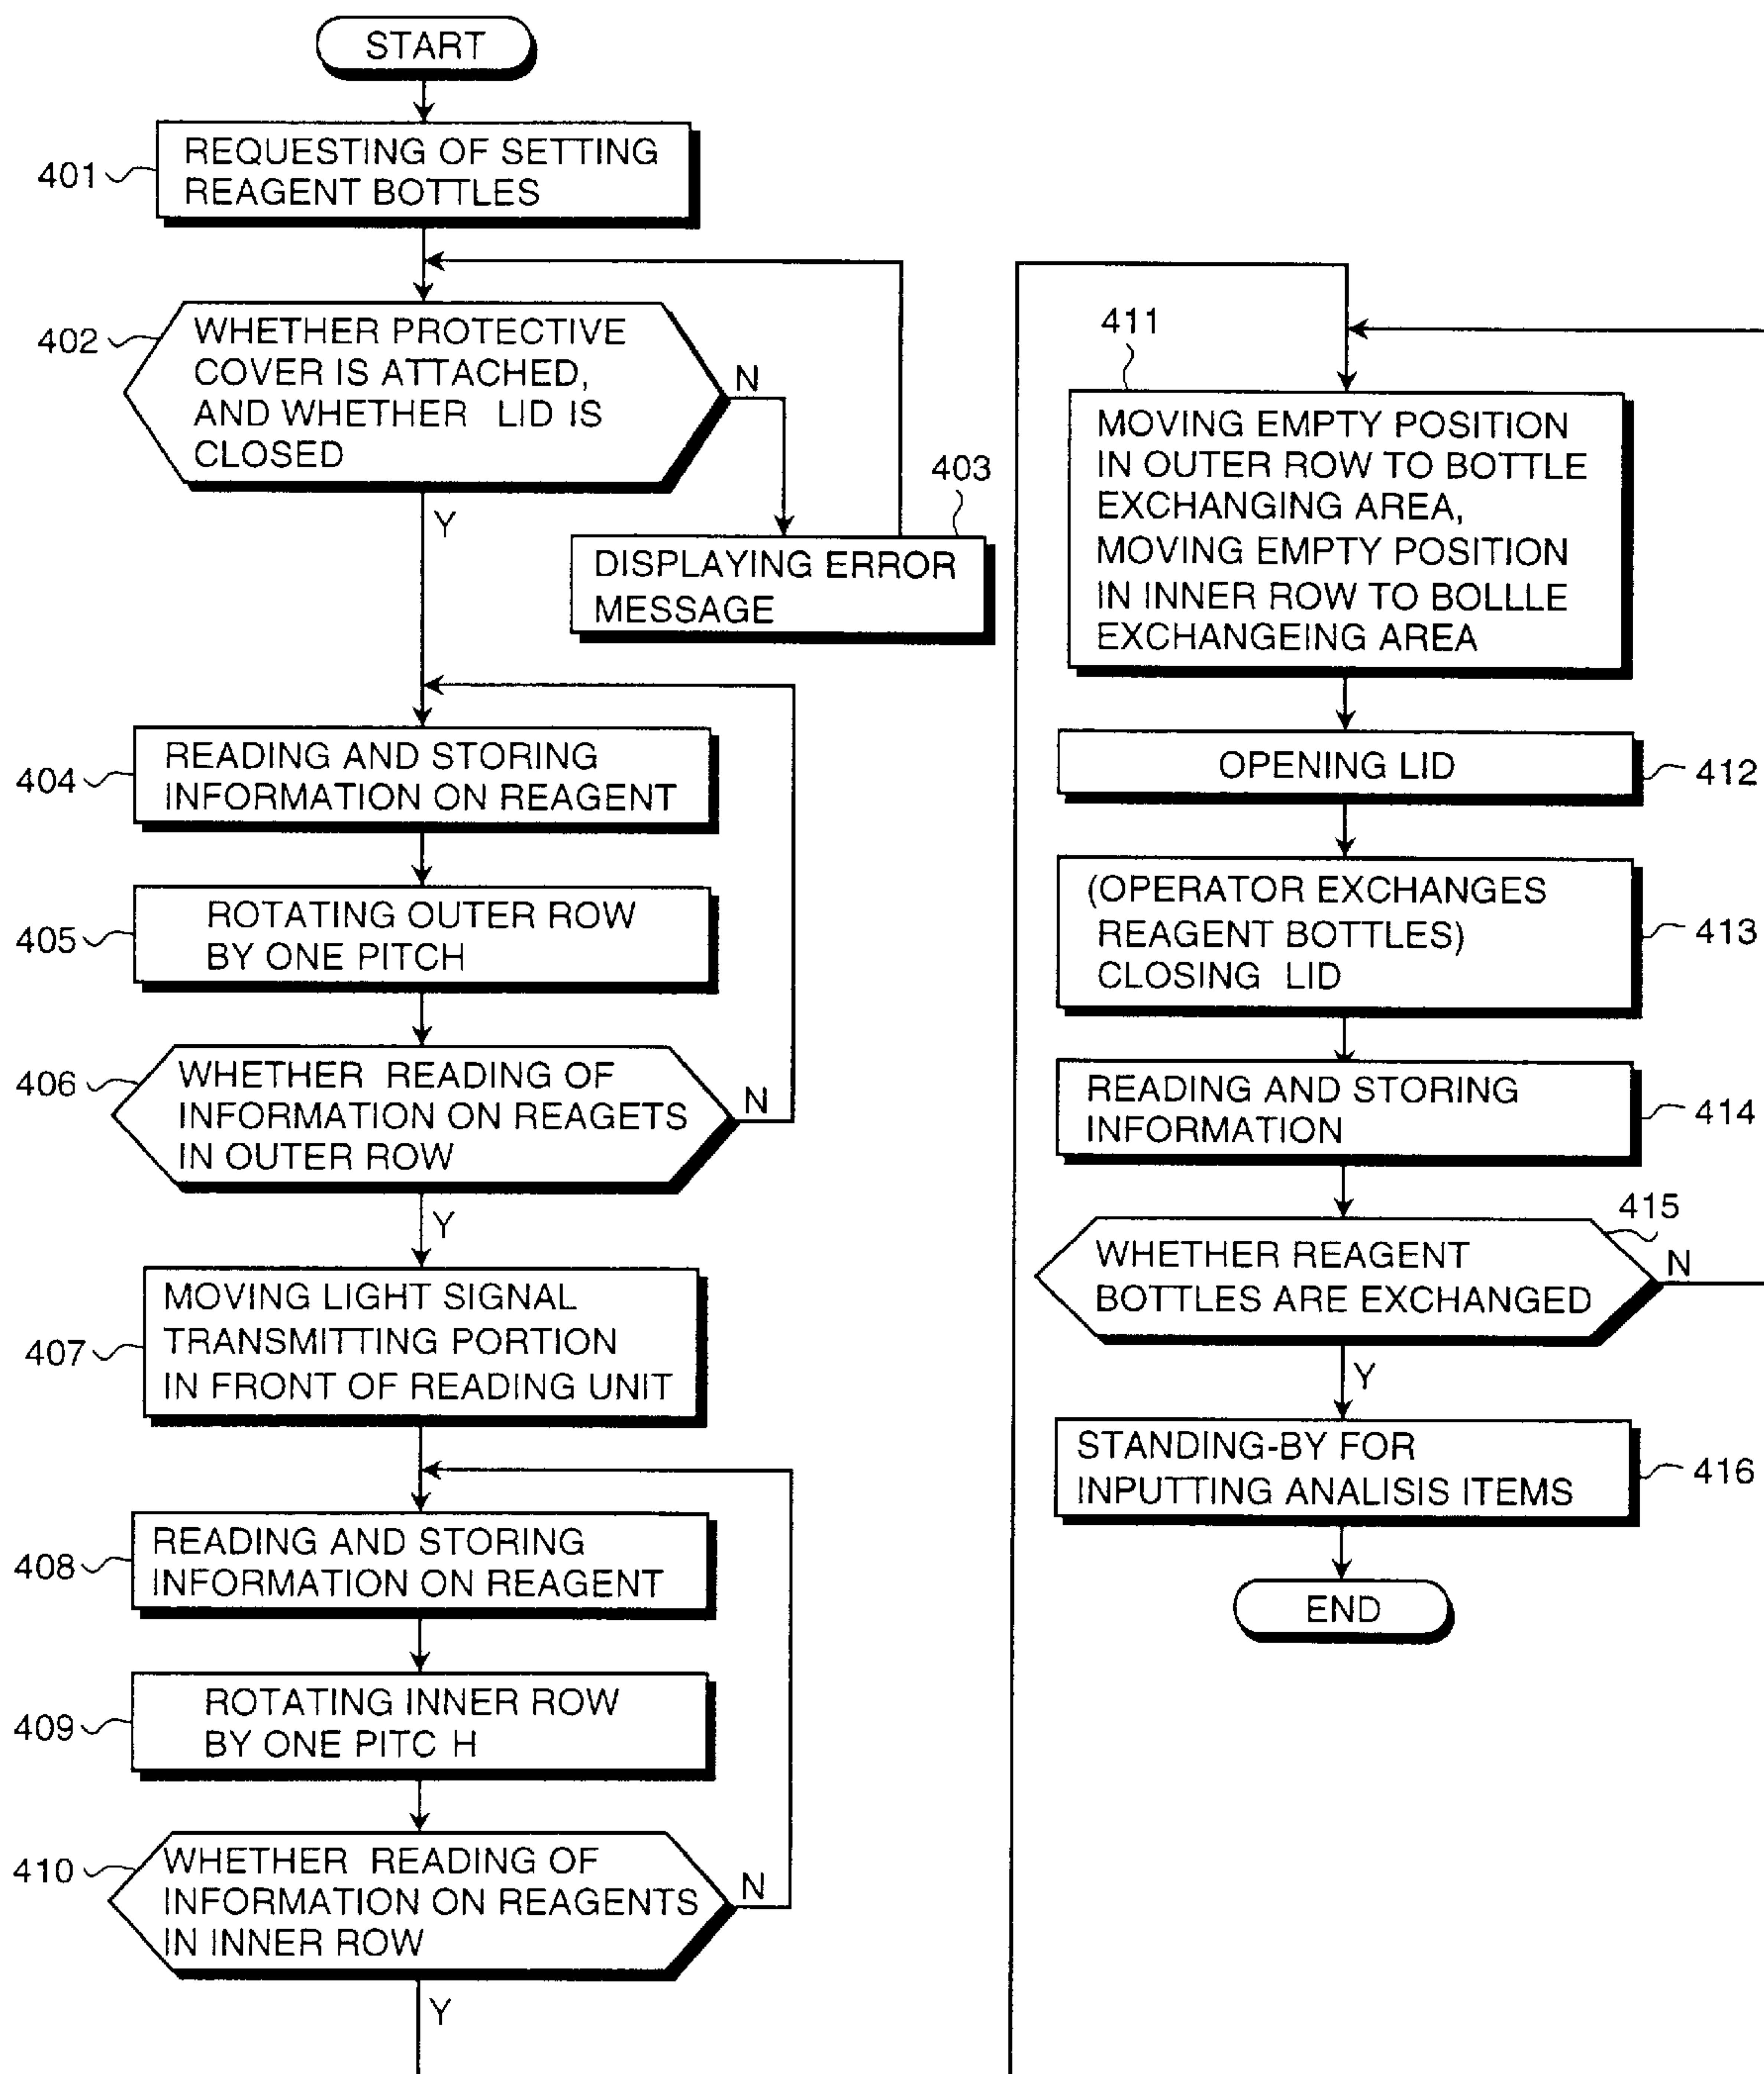 START
401
REQUESTING OF SETTING
REAGENT BOTTLES
402
WHETHER PROTECTIVE
COVER IS ATTACHED,
AND WHETHER LID IS
CLOSED
N
Y
403
DISPLAYING ERROR
MESSAGE
404
READING AND STORING
INFORMATION ON REAGENT
405
ROTATING OUTER ROW
BY ONE PITCH
406
WHETHER READING OF
INFORMATION ON REAGETS
IN OUTER ROW
N
Y
407
MOVING LIGHT SIGNAL
TRANSMITTING PORTION
IN FRONT OF READING UNIT
408
READING AND STORING
INFORMATION ON REAGENT
409
ROTATING INNER ROW
BY ONE PITC H
410
WHETHER READING OF
INFORMATION ON REAGENTS
IN INNER ROW
N
Y
411
MOVING EMPTY POSITION
IN OUTER ROW TO BOTTLE
EXCHANGING AREA,
MOVING EMPTY POSITION
IN INNER ROW TO BOLLLE
EXCHANGEING AREA
OPENING LID
412
(OPERATOR EXCHANGES
REAGENT BOTTLES)
CLOSING LID
413
READING AND STORING
INFORMATION
414
415
WHETHER REAGENT
BOTTLES ARE EXCHANGED
N
Y
STANDING-BY FOR
INPUTTING ANALISIS ITEMS
416
END